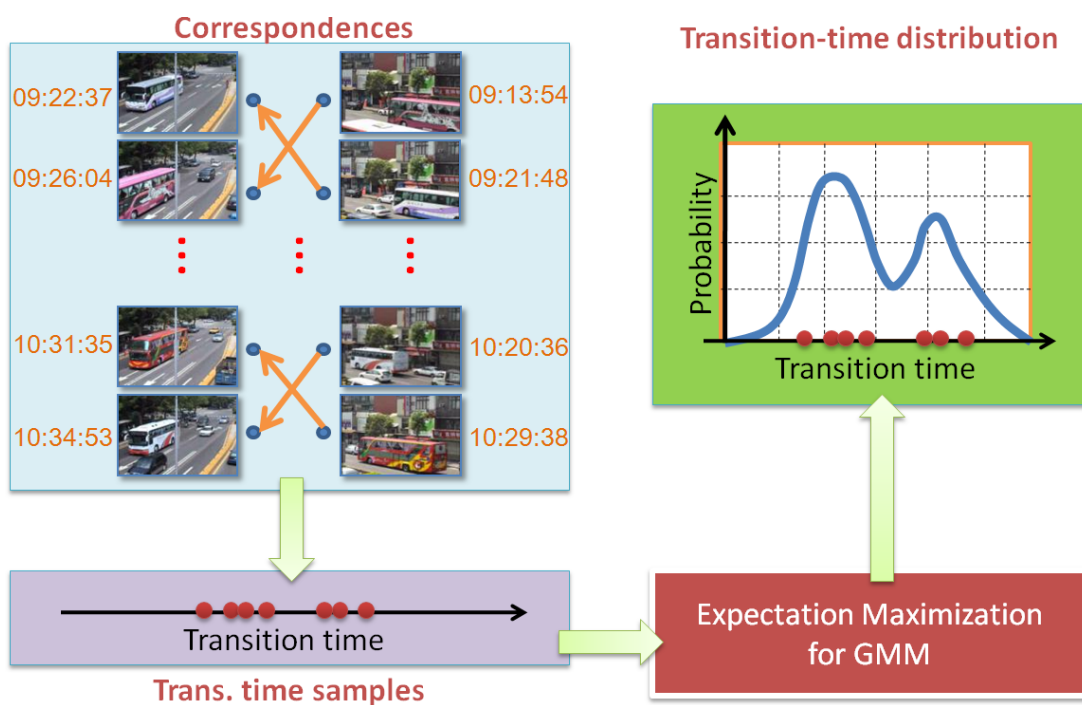 Correspondences
Transition-time distribution
09:22:37
09:13:54
09:26:04
09:21:48
10:31:35
10:20:36
10:34:53
10:29:38
Probability
Transition time
Transition time
Trans. time samples
Expectation Maximization
for GMM